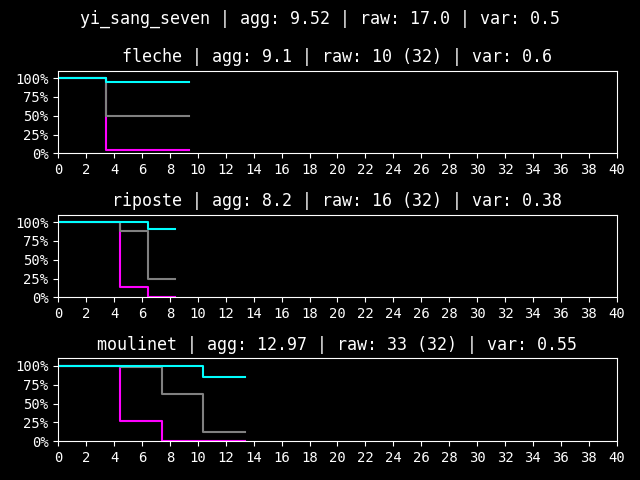 yi_sang_seven | agg: 9.52 | raw: 17.0 | var: 0.5
fleche | agg: 9.1 | raw: 10 (32) | var: 0.6
100%
75%
50%
25%
0%
0 2 4 6 8 10 12 14 16 18 20 22 24 26 28 30 32 34 36 38 40
riposte | agg: 8.2 | raw: 16 (32) | var: 0.38
100%
75%
50%
25%
0%
0 2 4 6 8 10 12 14 16 18 20 22 24 26 28 30 32 34 36 38 40
moulinet | agg: 12.97 | raw: 33 (32) | var: 0.55
100%
75%
50%
25%
0%
0 2 4 6 8 10 12 14 16 18 20 22 24 26 28 30 32 34 36 38 40